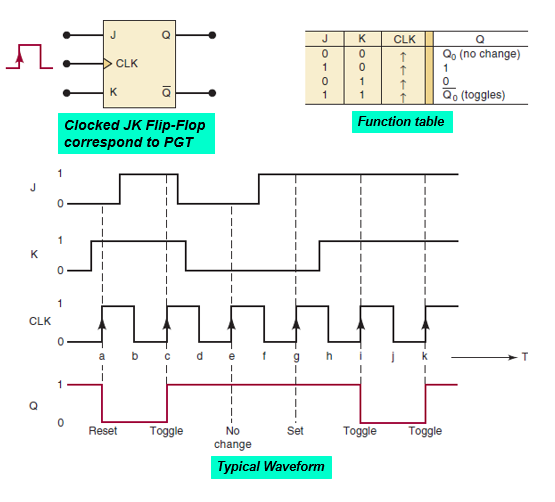 J Q
CLK
K Q̅
Clocked JK Flip-Flop
correspond to PGT
J K CLK Q
0 0 ↑ Q₀ (no change)
1 0 ↑ 1
0 1 ↑ 0
1 1 ↑ Q̅₀ (toggles)
Function table
1
J
0
1
K
0
1
CLK
0
a b c d e f g h i j k T
1
Q
0
Reset Toggle No Set Toggle Toggle
change
Typical Waveform